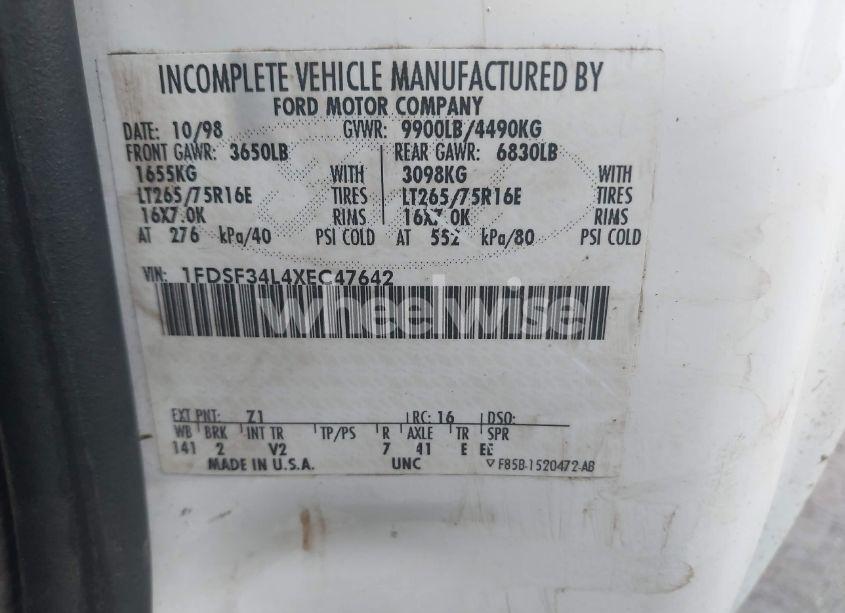 INCOMPLETE VEHICLE MANUFACTURED BY
FORD MOTOR COMPANY
DATE: 10/98 GVWR: 9900LB/4490KG
FRONT GAWR: 3650LB REAR GAWR: 6830LB
1655KG WITH 3098KG WITH
LT265/75R16E TIRES LT265/75R16E TIRES
16X7.0K RIMS 16X7.0K RIMS
AT 276 kPa/40 PSI COLD AT 552 kPa/80 PSI COLD
VIN: 1FDSF34L4XEC47642
wheelwise
EXT PNT: Z1 RC: 16 DSO:
WB BRK INT TR TP/PS R AXLE TR SPR
141 2 V2 7 41 E EE
MADE IN U.S.A. UNC F85B-1520472-AB